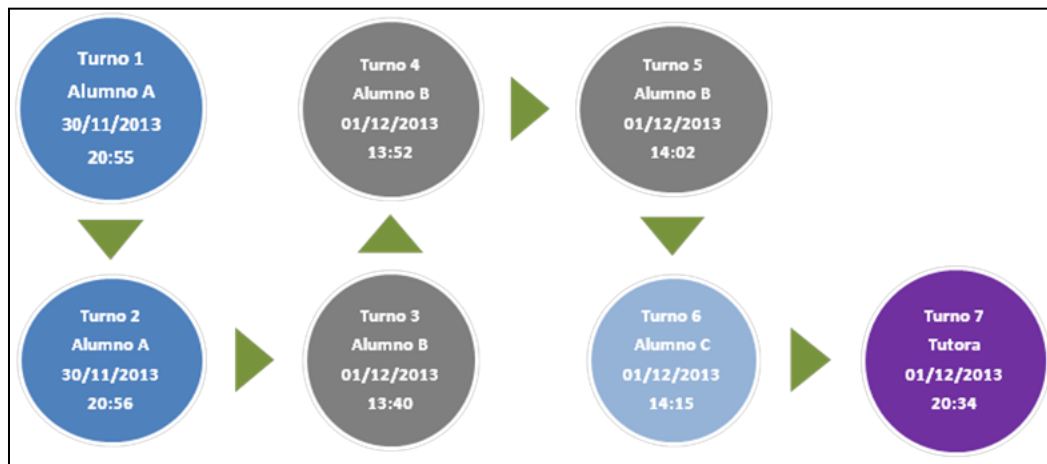 Turno 1
Alumno A
30/11/2013
20:55
Turno 2
Alumno A
30/11/2013
20:56
Turno 3
Alumno B
01/12/2013
13:40
Turno 4
Alumno B
01/12/2013
13:52
Turno 5
Alumno B
01/12/2013
14:02
Turno 6
Alumno C
01/12/2013
14:15
Turno 7
Tutora
01/12/2013
20:34